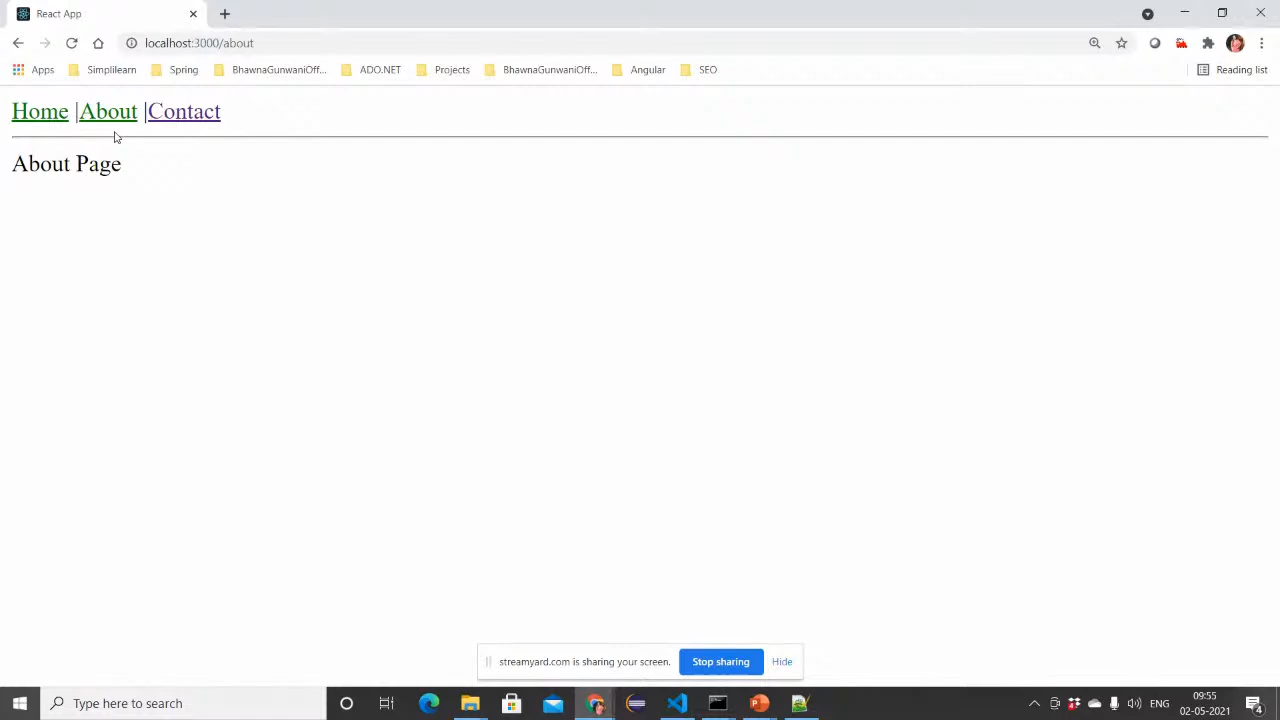 React App
localhost:3000/about
Apps Simplilearn Spring BhawnaGunwaniOff... ADO.NET Projects BhawnaGunwaniOff... Angular SEO Reading list
Home |About |Contact
About Page
streamyard.com is sharing your screen. Stop sharing Hide
Type here to search
ENG
09:55
02-05-2021
4